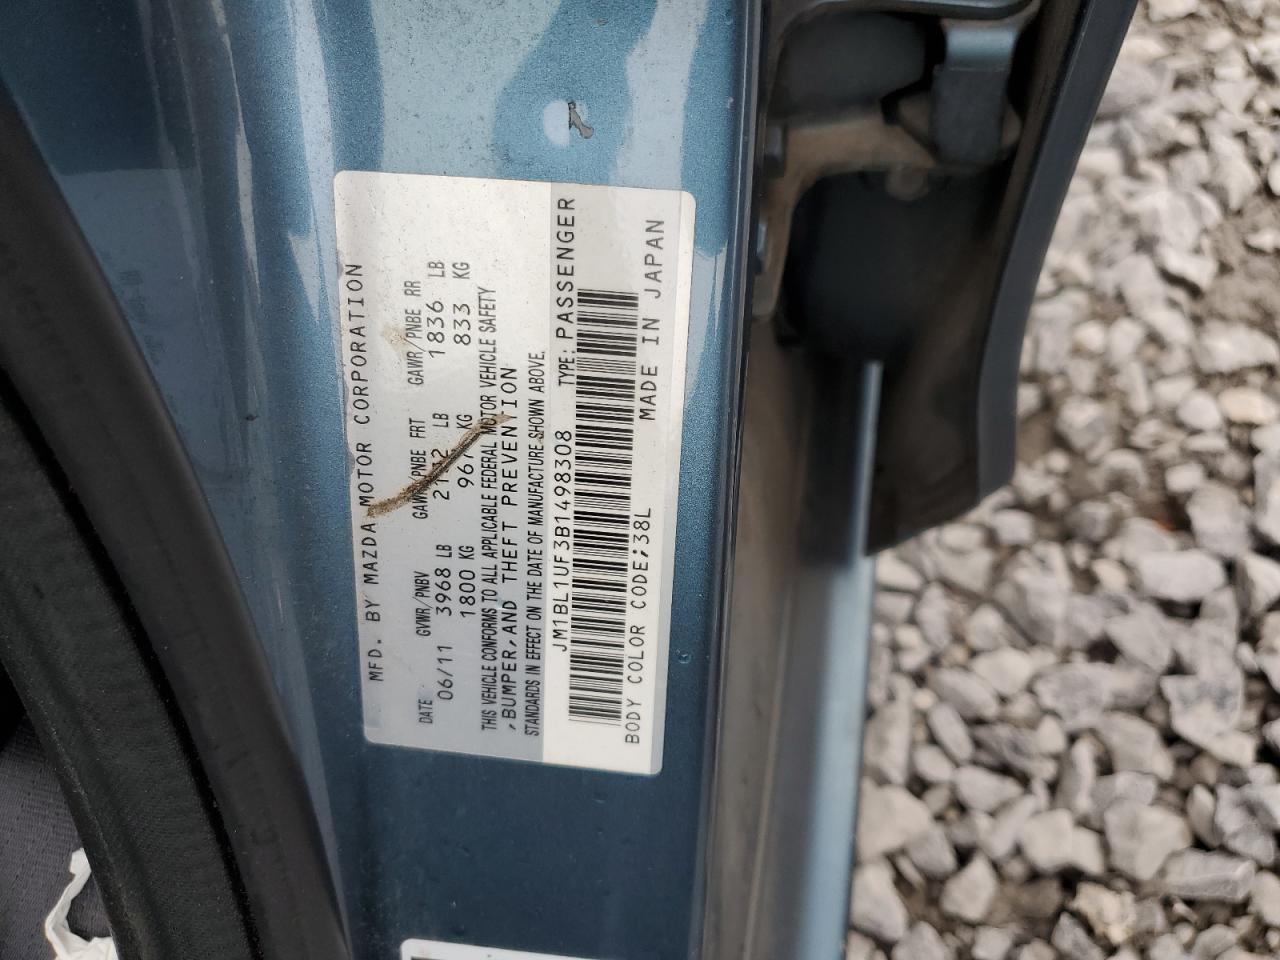 MFD. BY MAZDA MOTOR CORPORATION
DATE GVWR/PNBV GAWR/PNBE FRT GAWR/PNBE RR
06/11 3968 LB LB 1836 LB
1800 KG 967 KG 833 KG
THIS VEHICLE CONFORMS TO ALL APPLICABLE FEDERAL MOTOR VEHICLE SAFETY
,BUMPER,AND THEFT PREVENTION
STANDARDS IN EFFECT ON THE DATE OF MANUFACTURE SHOWN ABOVE.
JM1BL1UF3B1498308 TYPE: PASSENGER
BODY COLOR CODE;38L MADE IN JAPAN